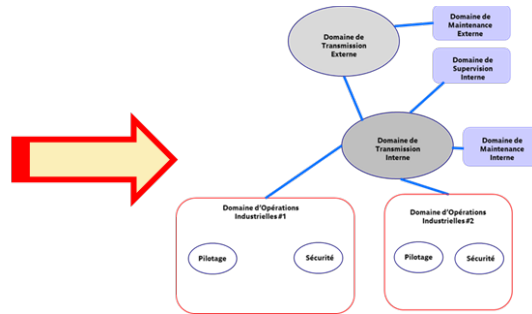 Domaine de
Maintenance
Externe
Domaine de
Transmission
Externe
Domaine de
Supervision
Interne
Domaine de
Transmission
Interne
Domaine de
Maintenance Interne
Domaine d'Opérations
Industrielles#1
Pilotage
Sécurité
Domaine d'Opérations
Industrielles#2
Pilotage
Sécurité